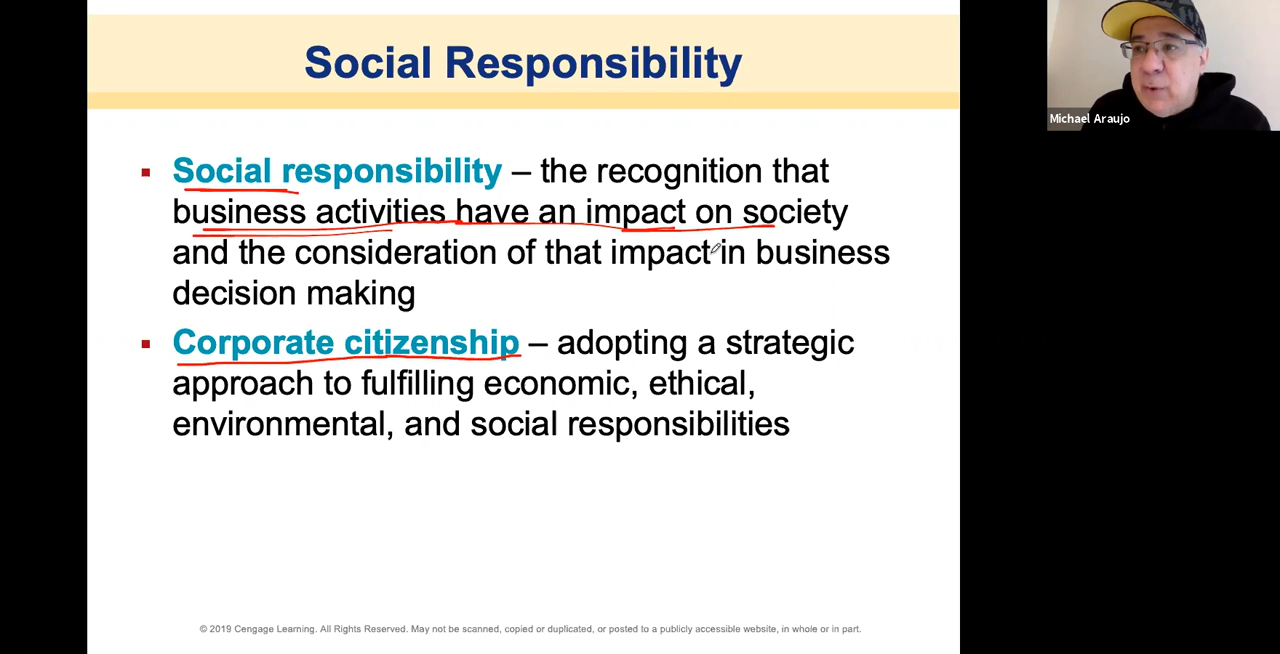 Social Responsibility
▪ Social responsibility – the recognition that
business activities have an impact on society
and the consideration of that impact in business
decision making
▪ Corporate citizenship – adopting a strategic
approach to fulfilling economic, ethical,
environmental, and social responsibilities
© 2019 Cengage Learning. All Rights Reserved. May not be scanned, copied or duplicated, or posted to a publicly accessible website, in whole or in part.
Michael Araujo